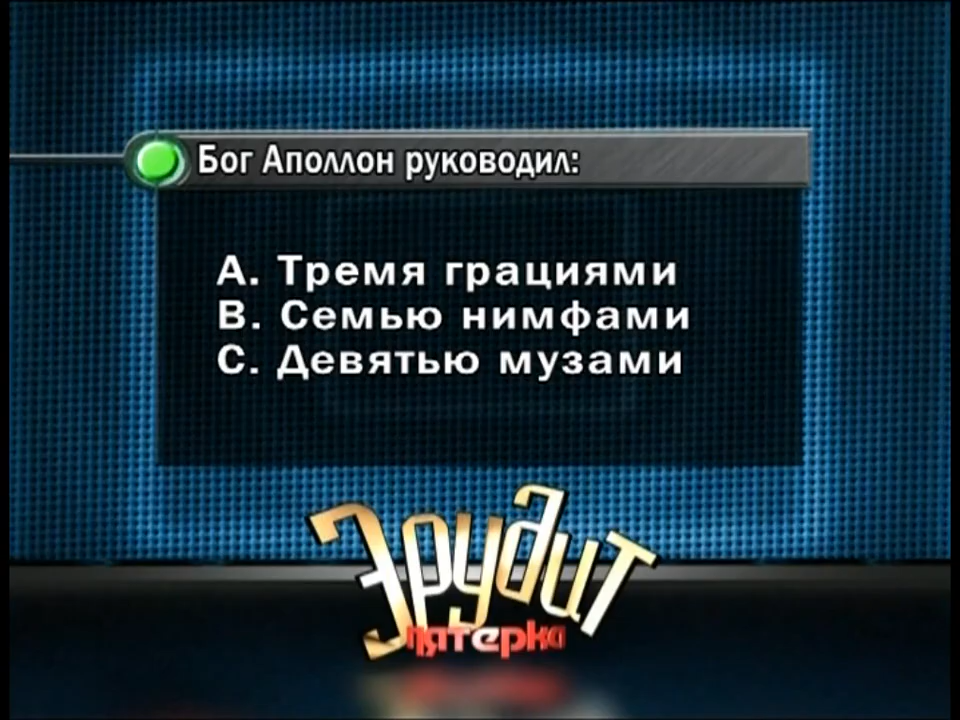 Бог Аполлон руководил:
А. Тремя грациями
В. Семью нимфами
С. Девятью музами
Эрудит
пятерка